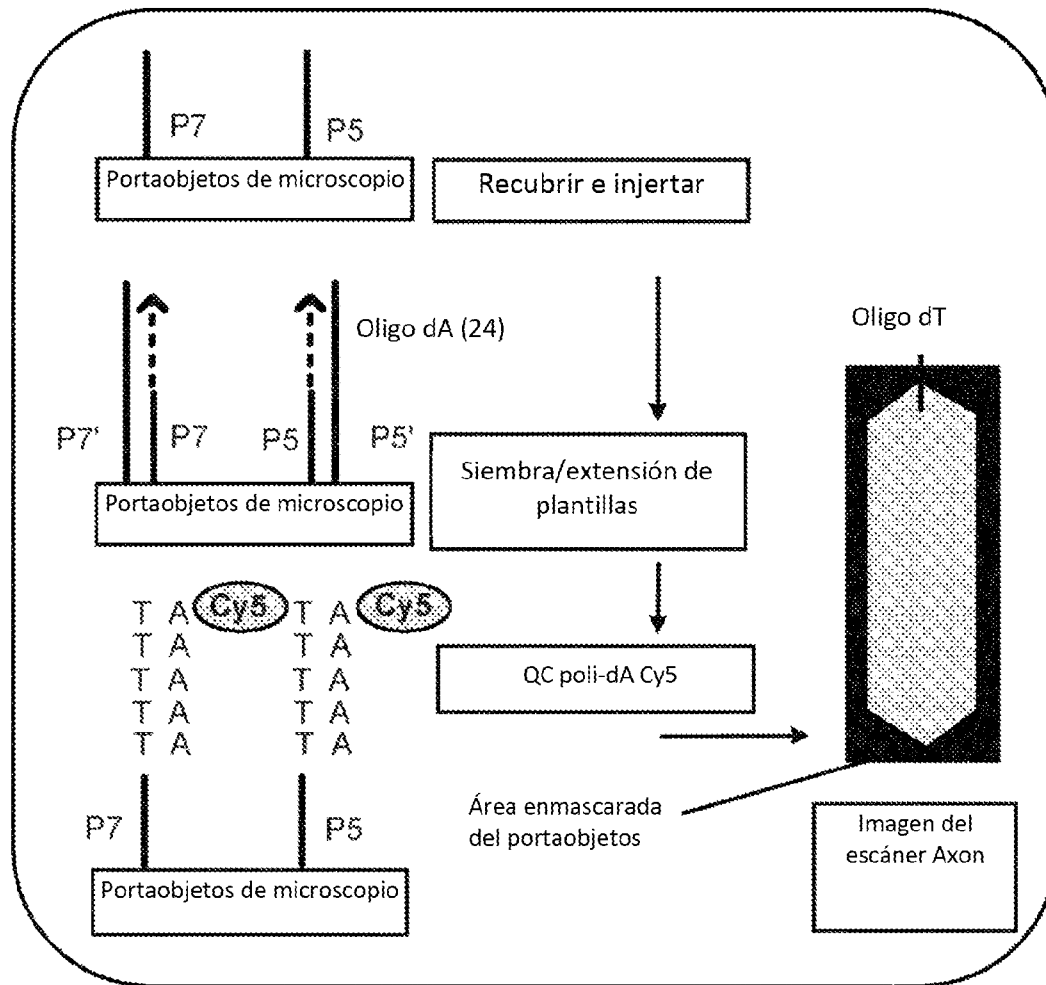 P7
P5
Portaobjetos de microscopio
Recubrir e injertar
Oligo dA (24)
P7'
P7
P5
P5'
Portaobjetos de microscopio
Siembra/extensión de
plantillas
Oligo dT
T A Cy5 T A Cy5
T A T A
T A T A
T A T A
T A T A
QC poli-dA Cy5
P7
P5
Portaobjetos de microscopio
Área enmascarada
del portaobjetos
Imagen del
escáner Axon